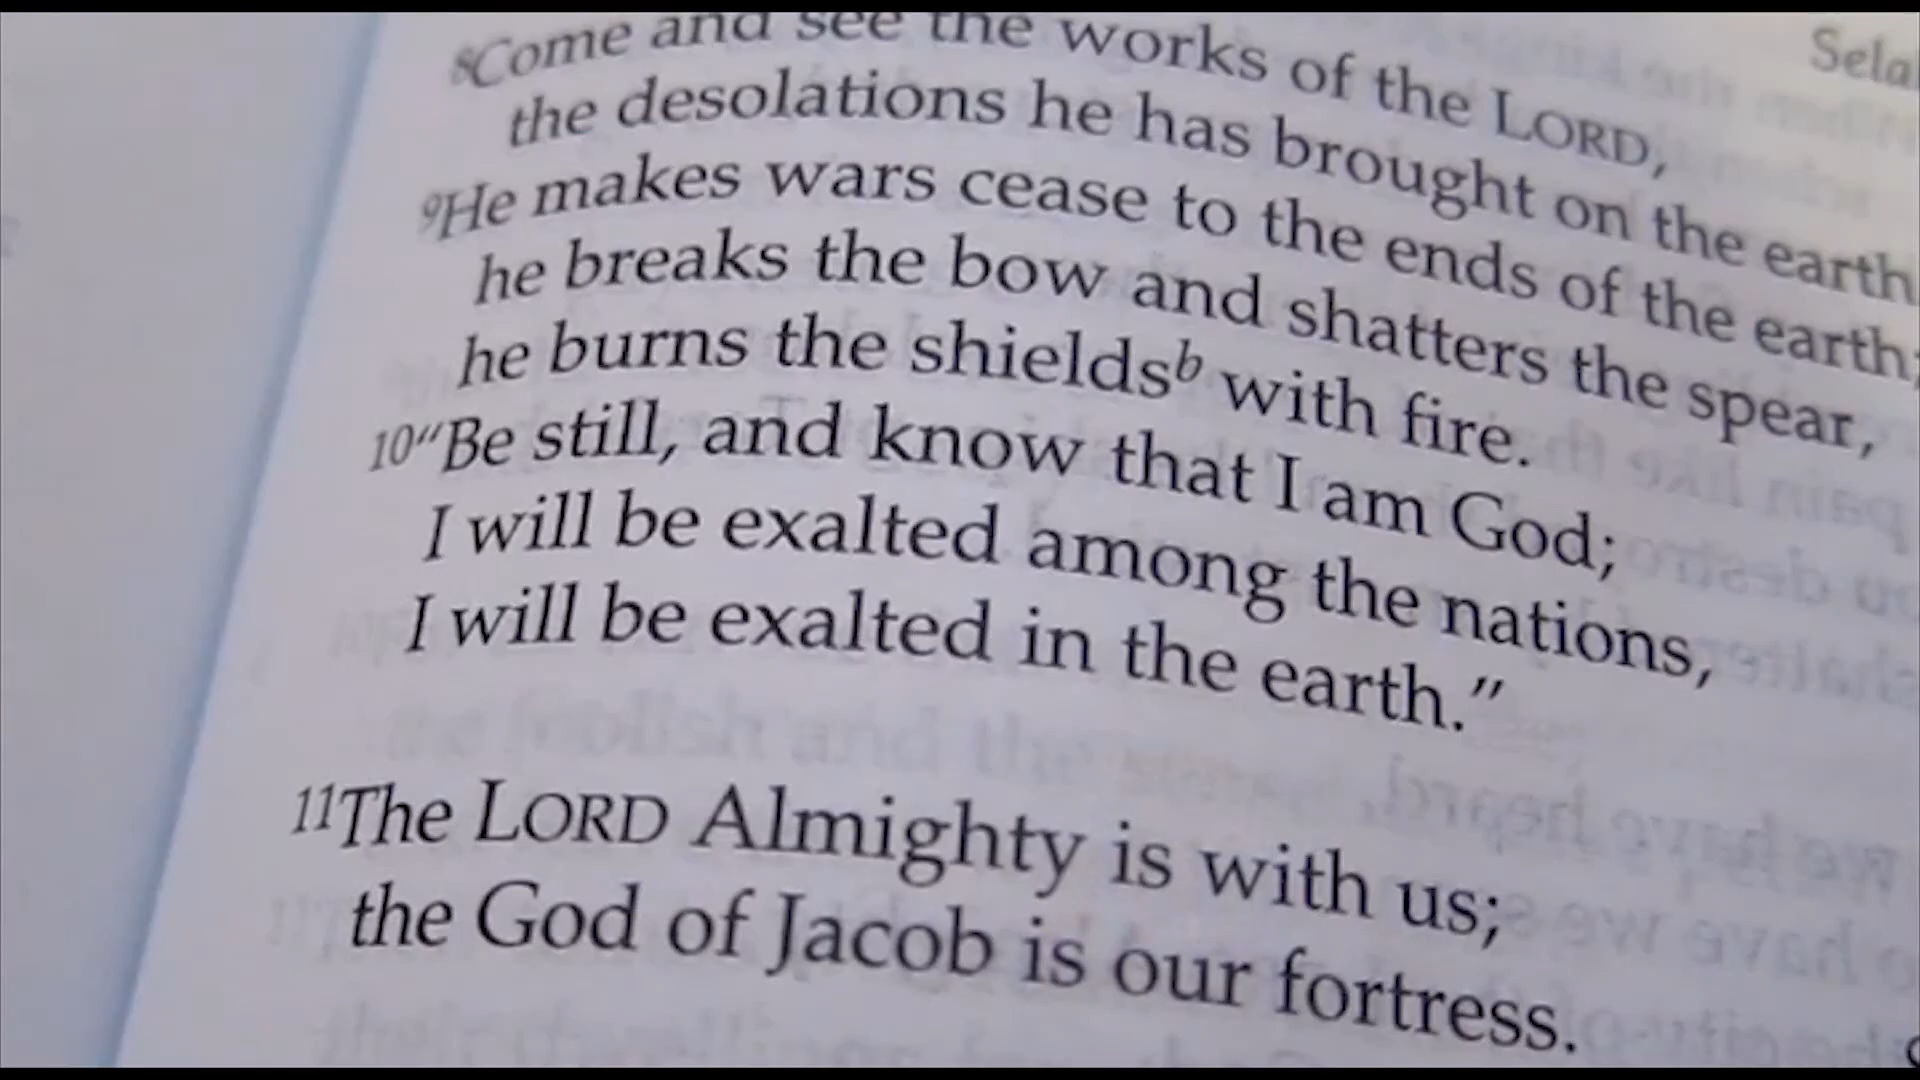 Selah
8Come and see the works of the LORD,
the desolations he has brought on the earth.
9He makes wars cease to the ends of the earth;
he breaks the bow and shatters the spear,
he burns the shieldsb with fire.
10“Be still, and know that I am God;
I will be exalted among the nations,
I will be exalted in the earth.”
11The LORD Almighty is with us;
the God of Jacob is our fortress.